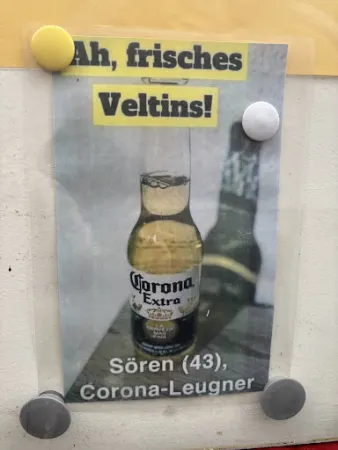 Ah, frisches
Veltins!
Corona
Extra
Sören (43),
Corona-Leugner